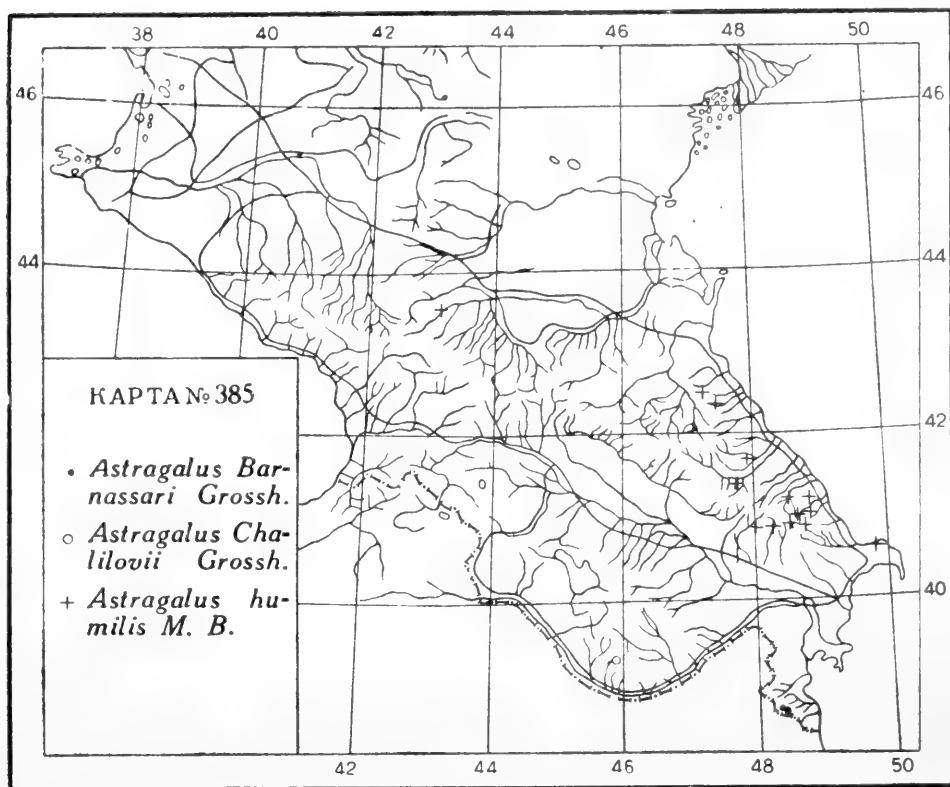 38 40 42 44 46 48 50
46 46
44 44
КАРТА № 385
42
• Astragalus Bar-
nassari Grossh.
○ Astragalus Cha-
lilovii Grossh.
40
+ Astragalus hu-
milis M. B.
42 44 46 48 50